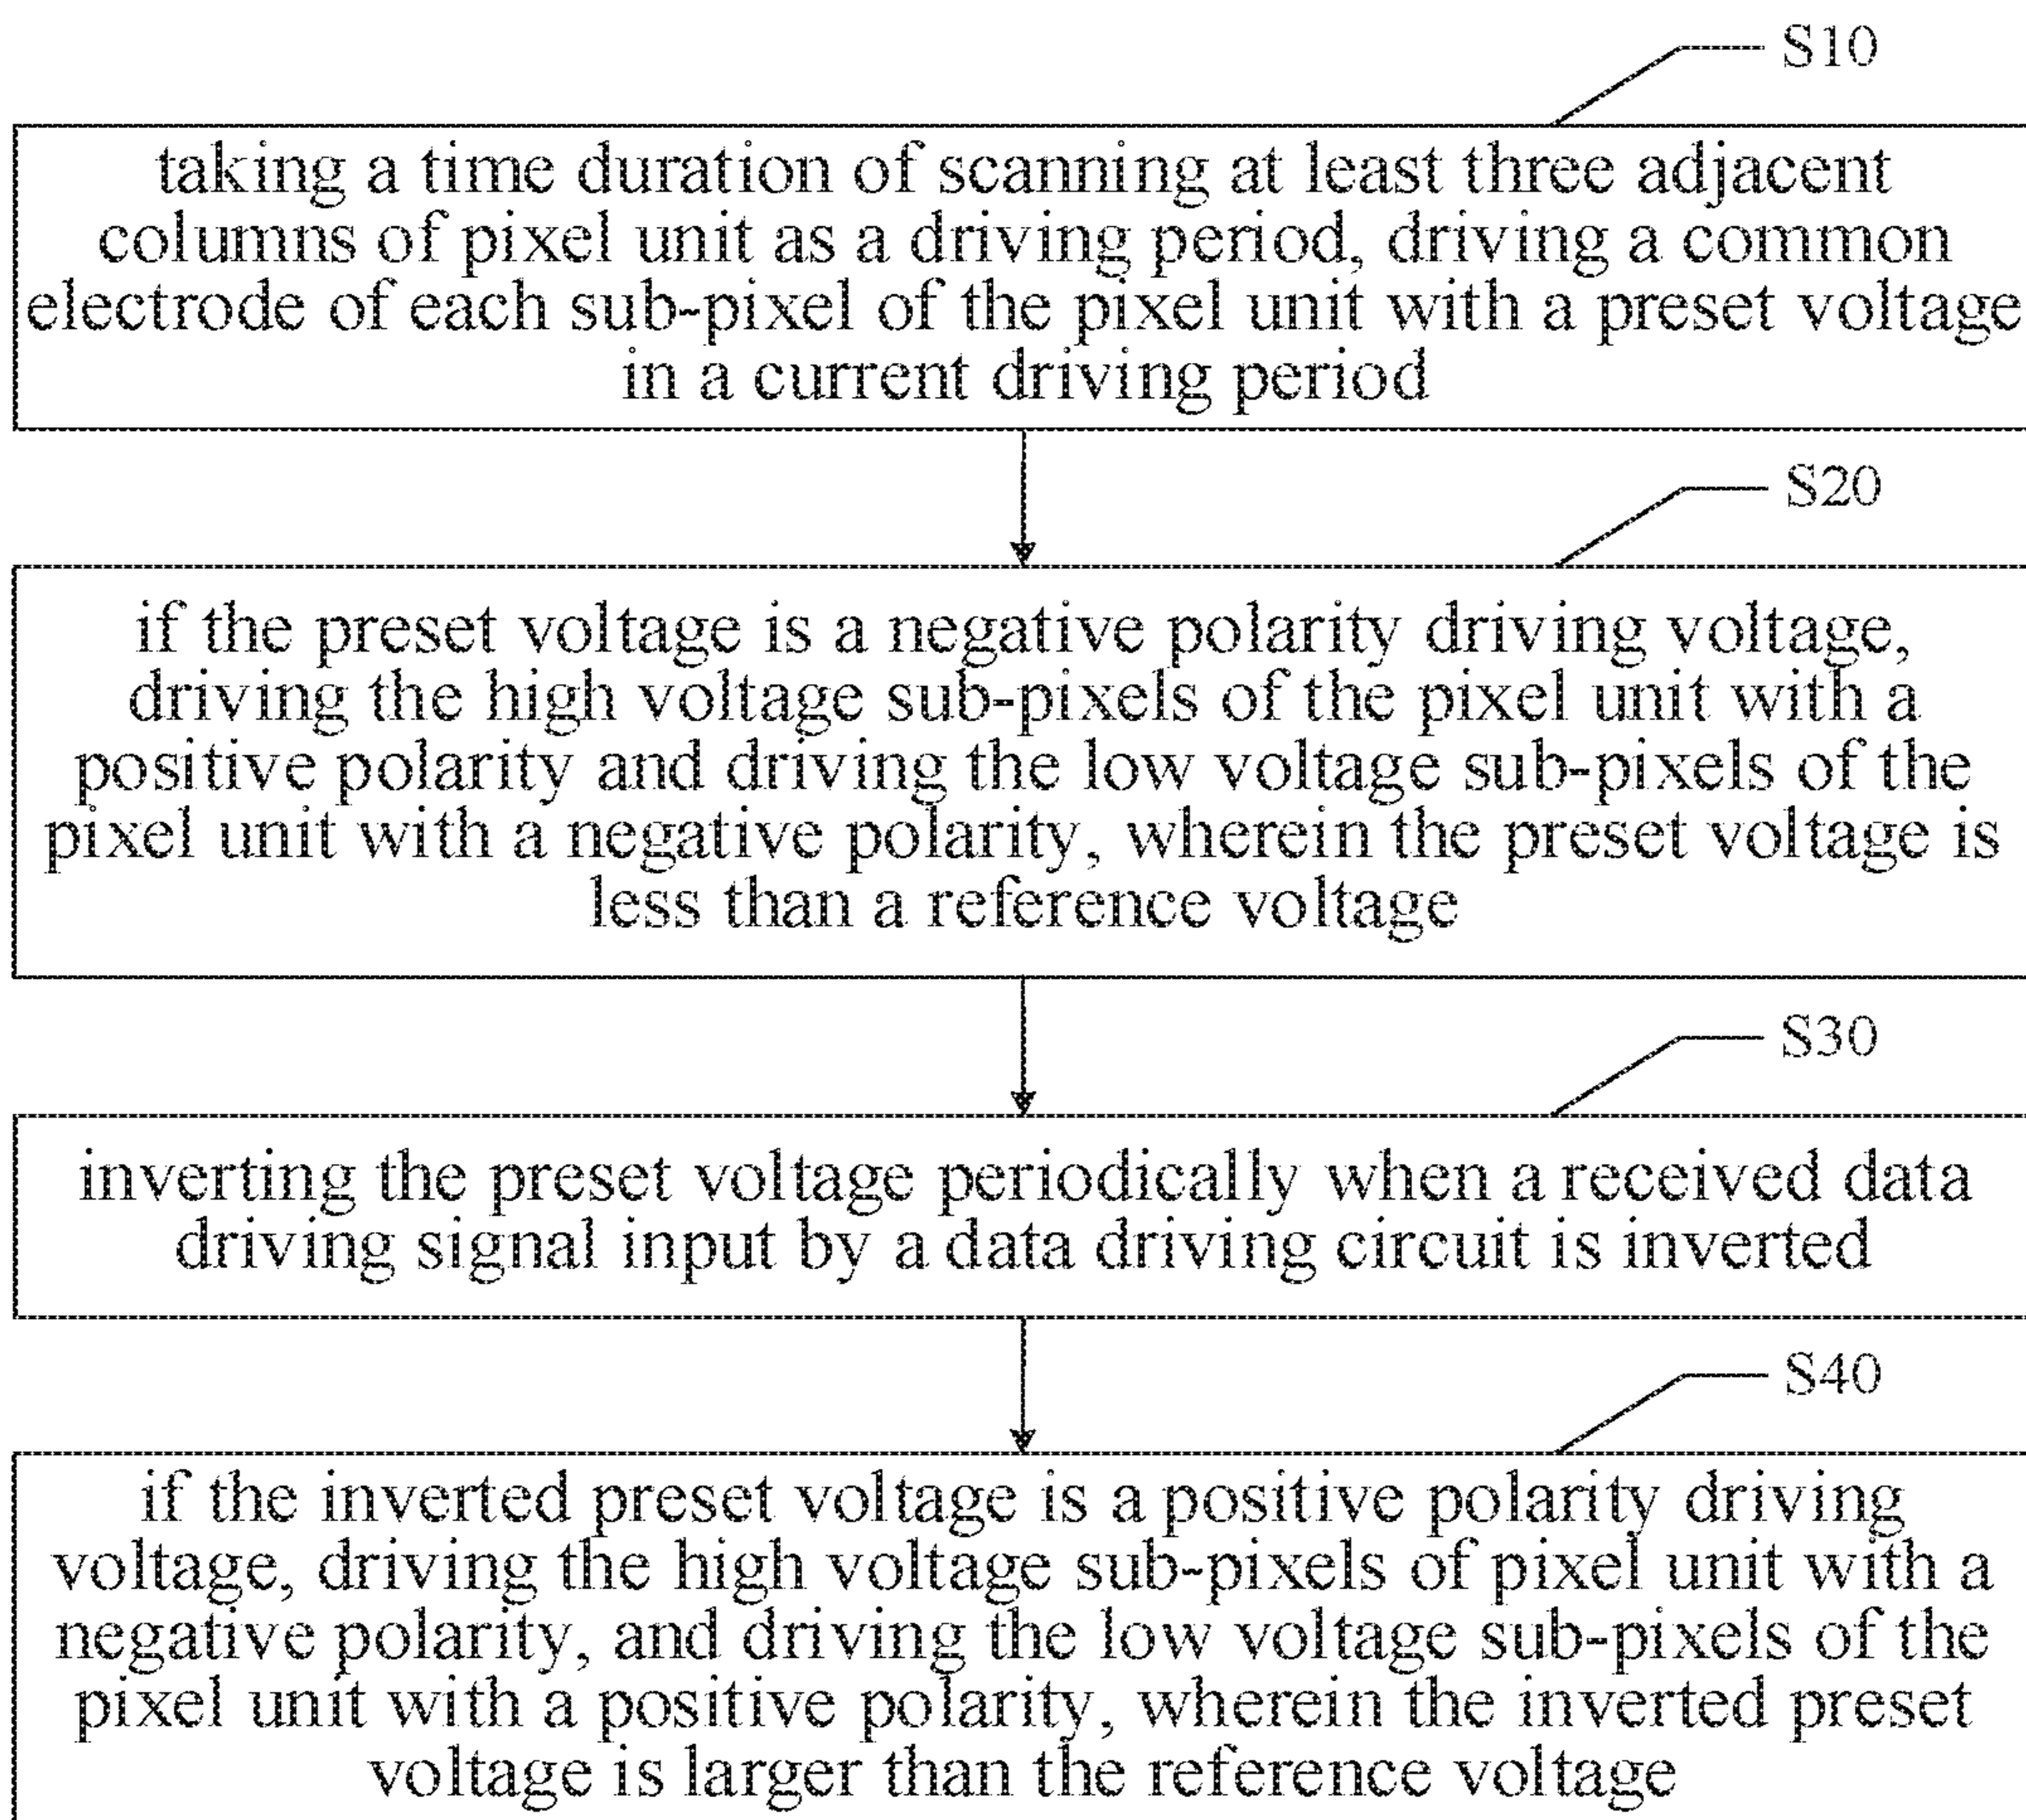 S10
taking a time duration of scanning at least three adjacent
columns of pixel unit as a driving period, driving a common
electrode of each sub-pixel of the pixel unit with a preset voltage
in a current driving period
S20
if the preset voltage is a negative polarity driving voltage,
driving the high voltage sub-pixels of the pixel unit with a
positive polarity and driving the low voltage sub-pixels of the
pixel unit with a negative polarity, wherein the preset voltage is
less than a reference voltage
S30
inverting the preset voltage periodically when a received data
driving signal input by a data driving circuit is inverted
S40
if the inverted preset voltage is a positive polarity driving
voltage, driving the high voltage sub-pixels of pixel unit with a
negative polarity, and driving the low voltage sub-pixels of the
pixel unit with a positive polarity, wherein the inverted preset
voltage is larger than the reference voltage